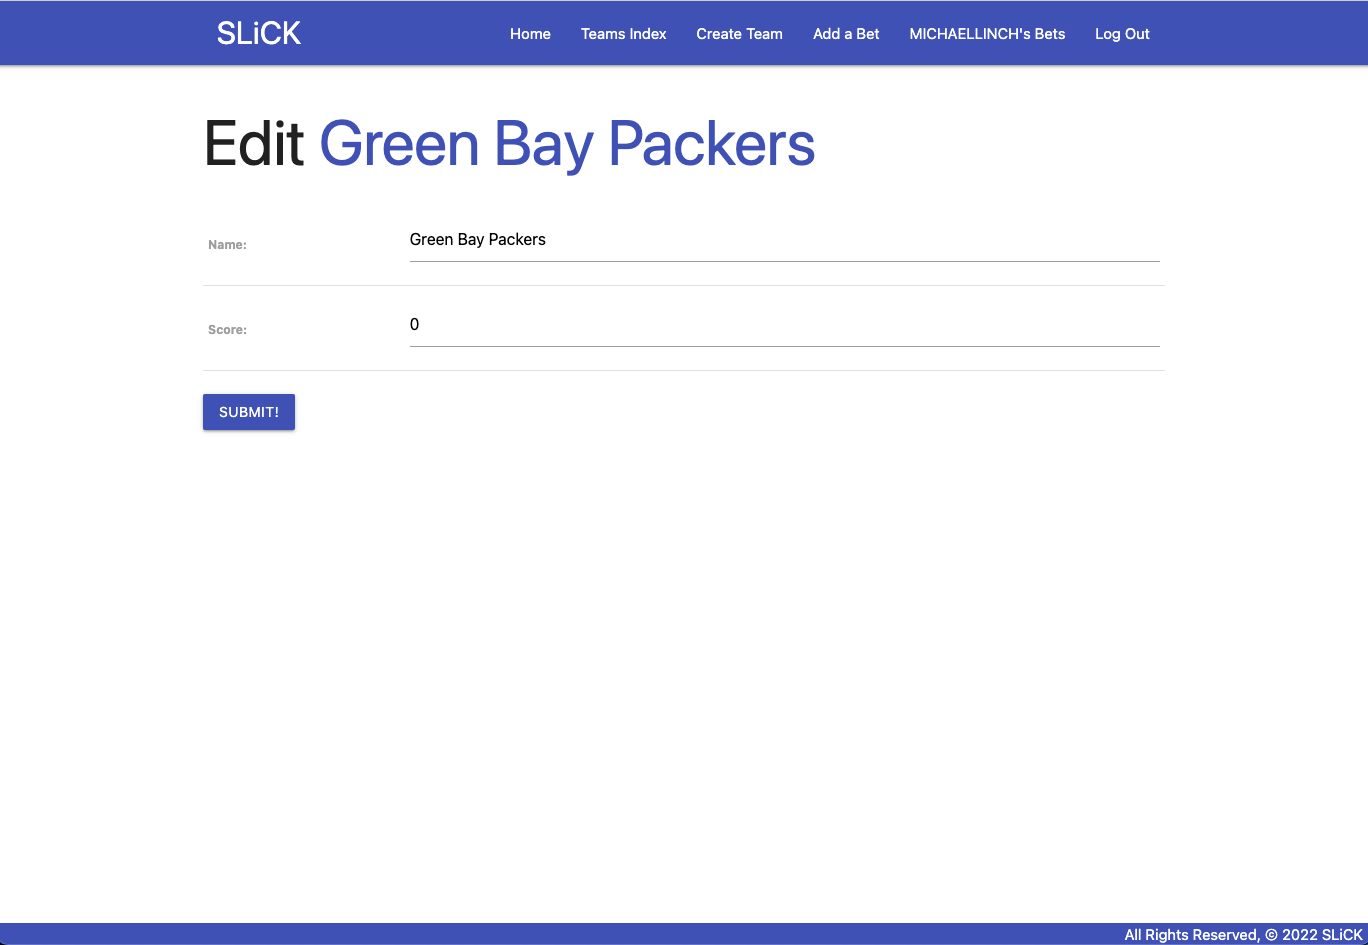 SLiCK Home Teams Index Create Team Add a Bet MICHAELLINCH's Bets Log Out
Edit Green Bay Packers
Name: Green Bay Packers
Score: 0
SUBMIT!
All Rights Reserved, © 2022 SLiCK